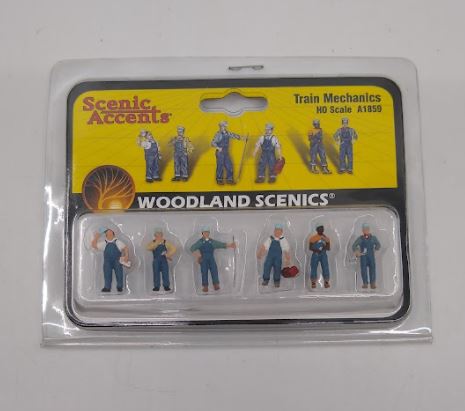 Scenic
Accents®
Train Mechanics
HO Scale A1859
WOODLAND SCENICS®